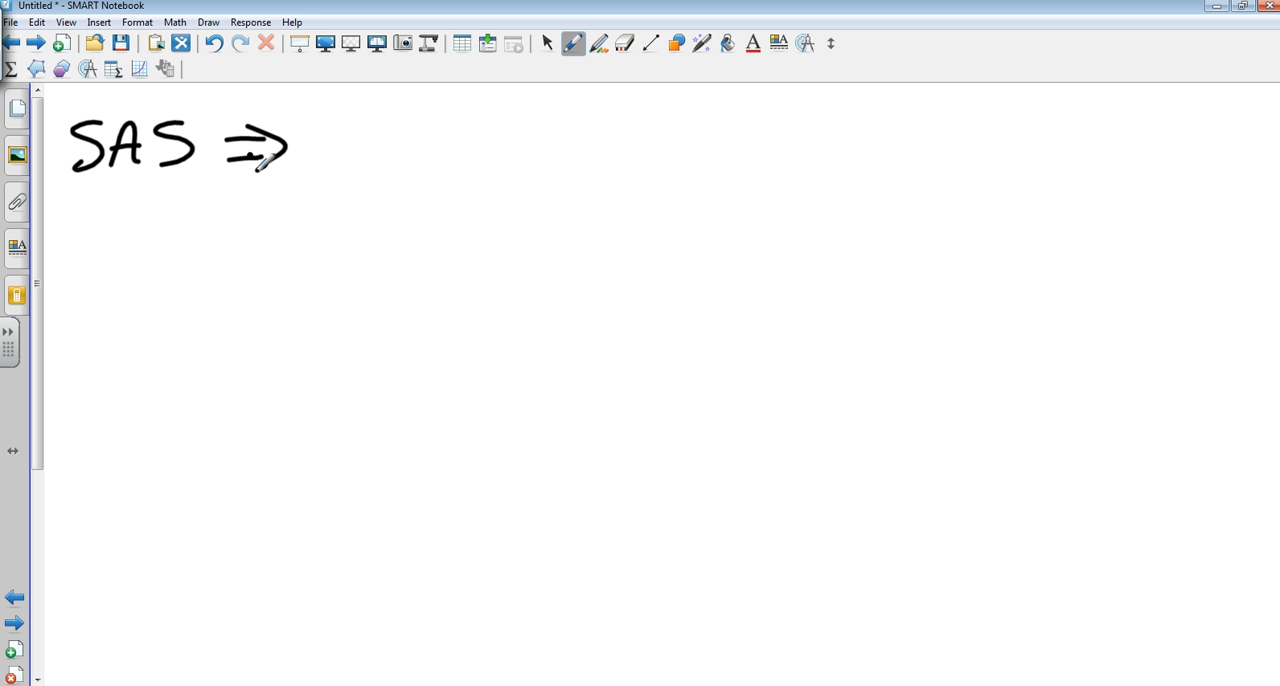 Untitled * - SMART Notebook
File Edit View Insert Format Math Draw Response Help
SAS ⇒